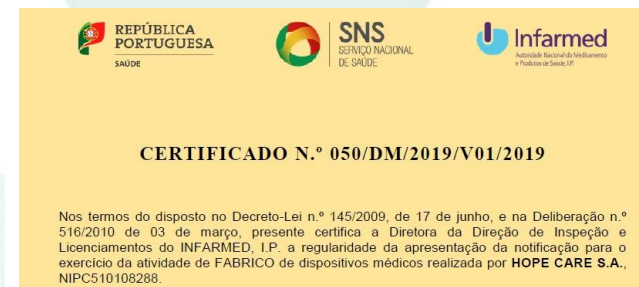 REPÚBLICA
PORTUGUESA
SAÚDE
SNS
SERVIÇO NACIONAL
DE SAÚDE
Infarmed
Autoridade Nacional do Medicamento
e Produtos de Saúde, I.P.
CERTIFICADO N.º 050/DM/2019/V01/2019
Nos termos do disposto no Decreto-Lei n.º 145/2009, de 17 de junho, e na Deliberação n.º
516/2010 de 03 de março, presente certifica a Diretora da Direção de Inspeção e
Licenciamentos do INFARMED, I.P. a regularidade da apresentação da notificação para o
exercício da atividade de FABRICO de dispositivos médicos realizada por HOPE CARE S.A.,
NIPC510108288.